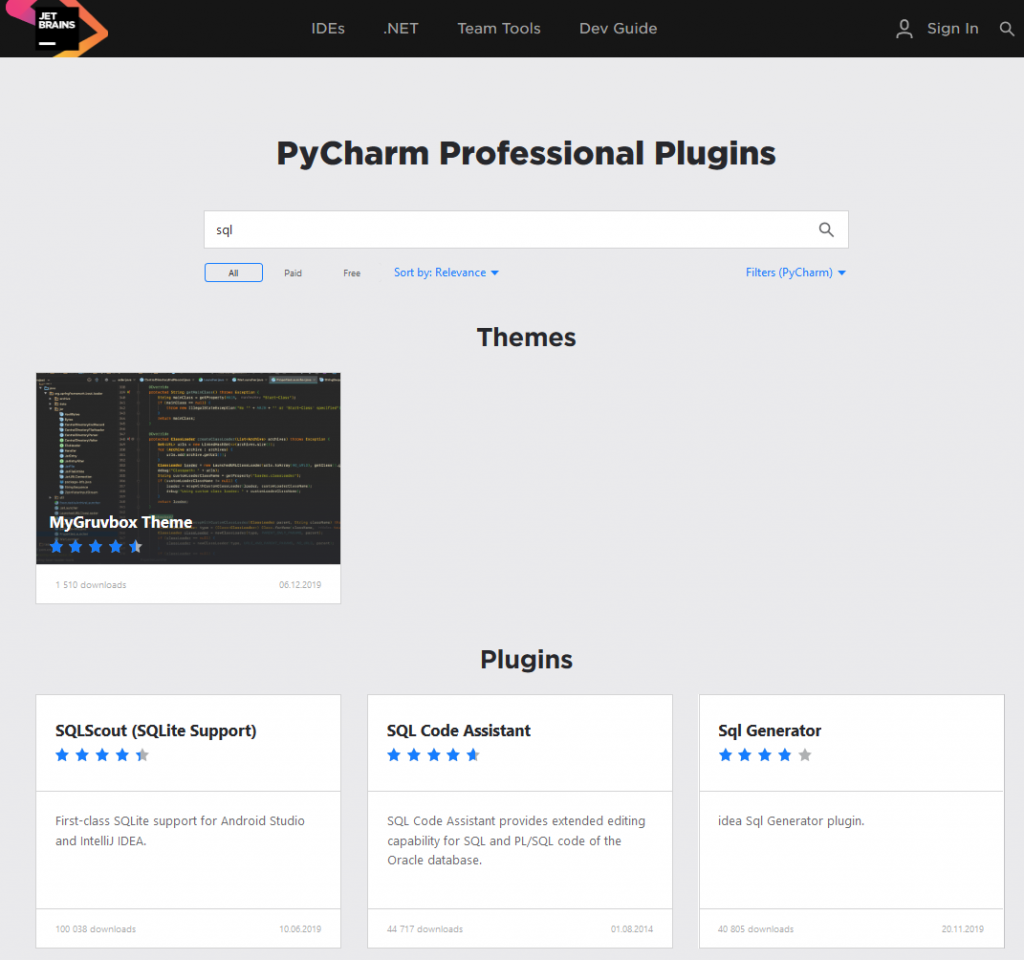 JET
BRAINS
IDEs .NET Team Tools Dev Guide Sign In
PyCharm Professional Plugins
sql
All Paid Free Sort by: Relevance Filters (PyCharm)
Themes
MyGruvbox Theme
1 510 downloads 06.12.2019
Plugins
SQLScout (SQLite Support) SQL Code Assistant Sql Generator
First-class SQLite support for Android Studio
and IntelliJ IDEA.
SQL Code Assistant provides extended editing
capability for SQL and PL/SQL code of the
Oracle database.
idea Sql Generator plugin.
100 038 downloads 10.06.2019 44 717 downloads 01.08.2014 40 805 downloads 20.11.2019